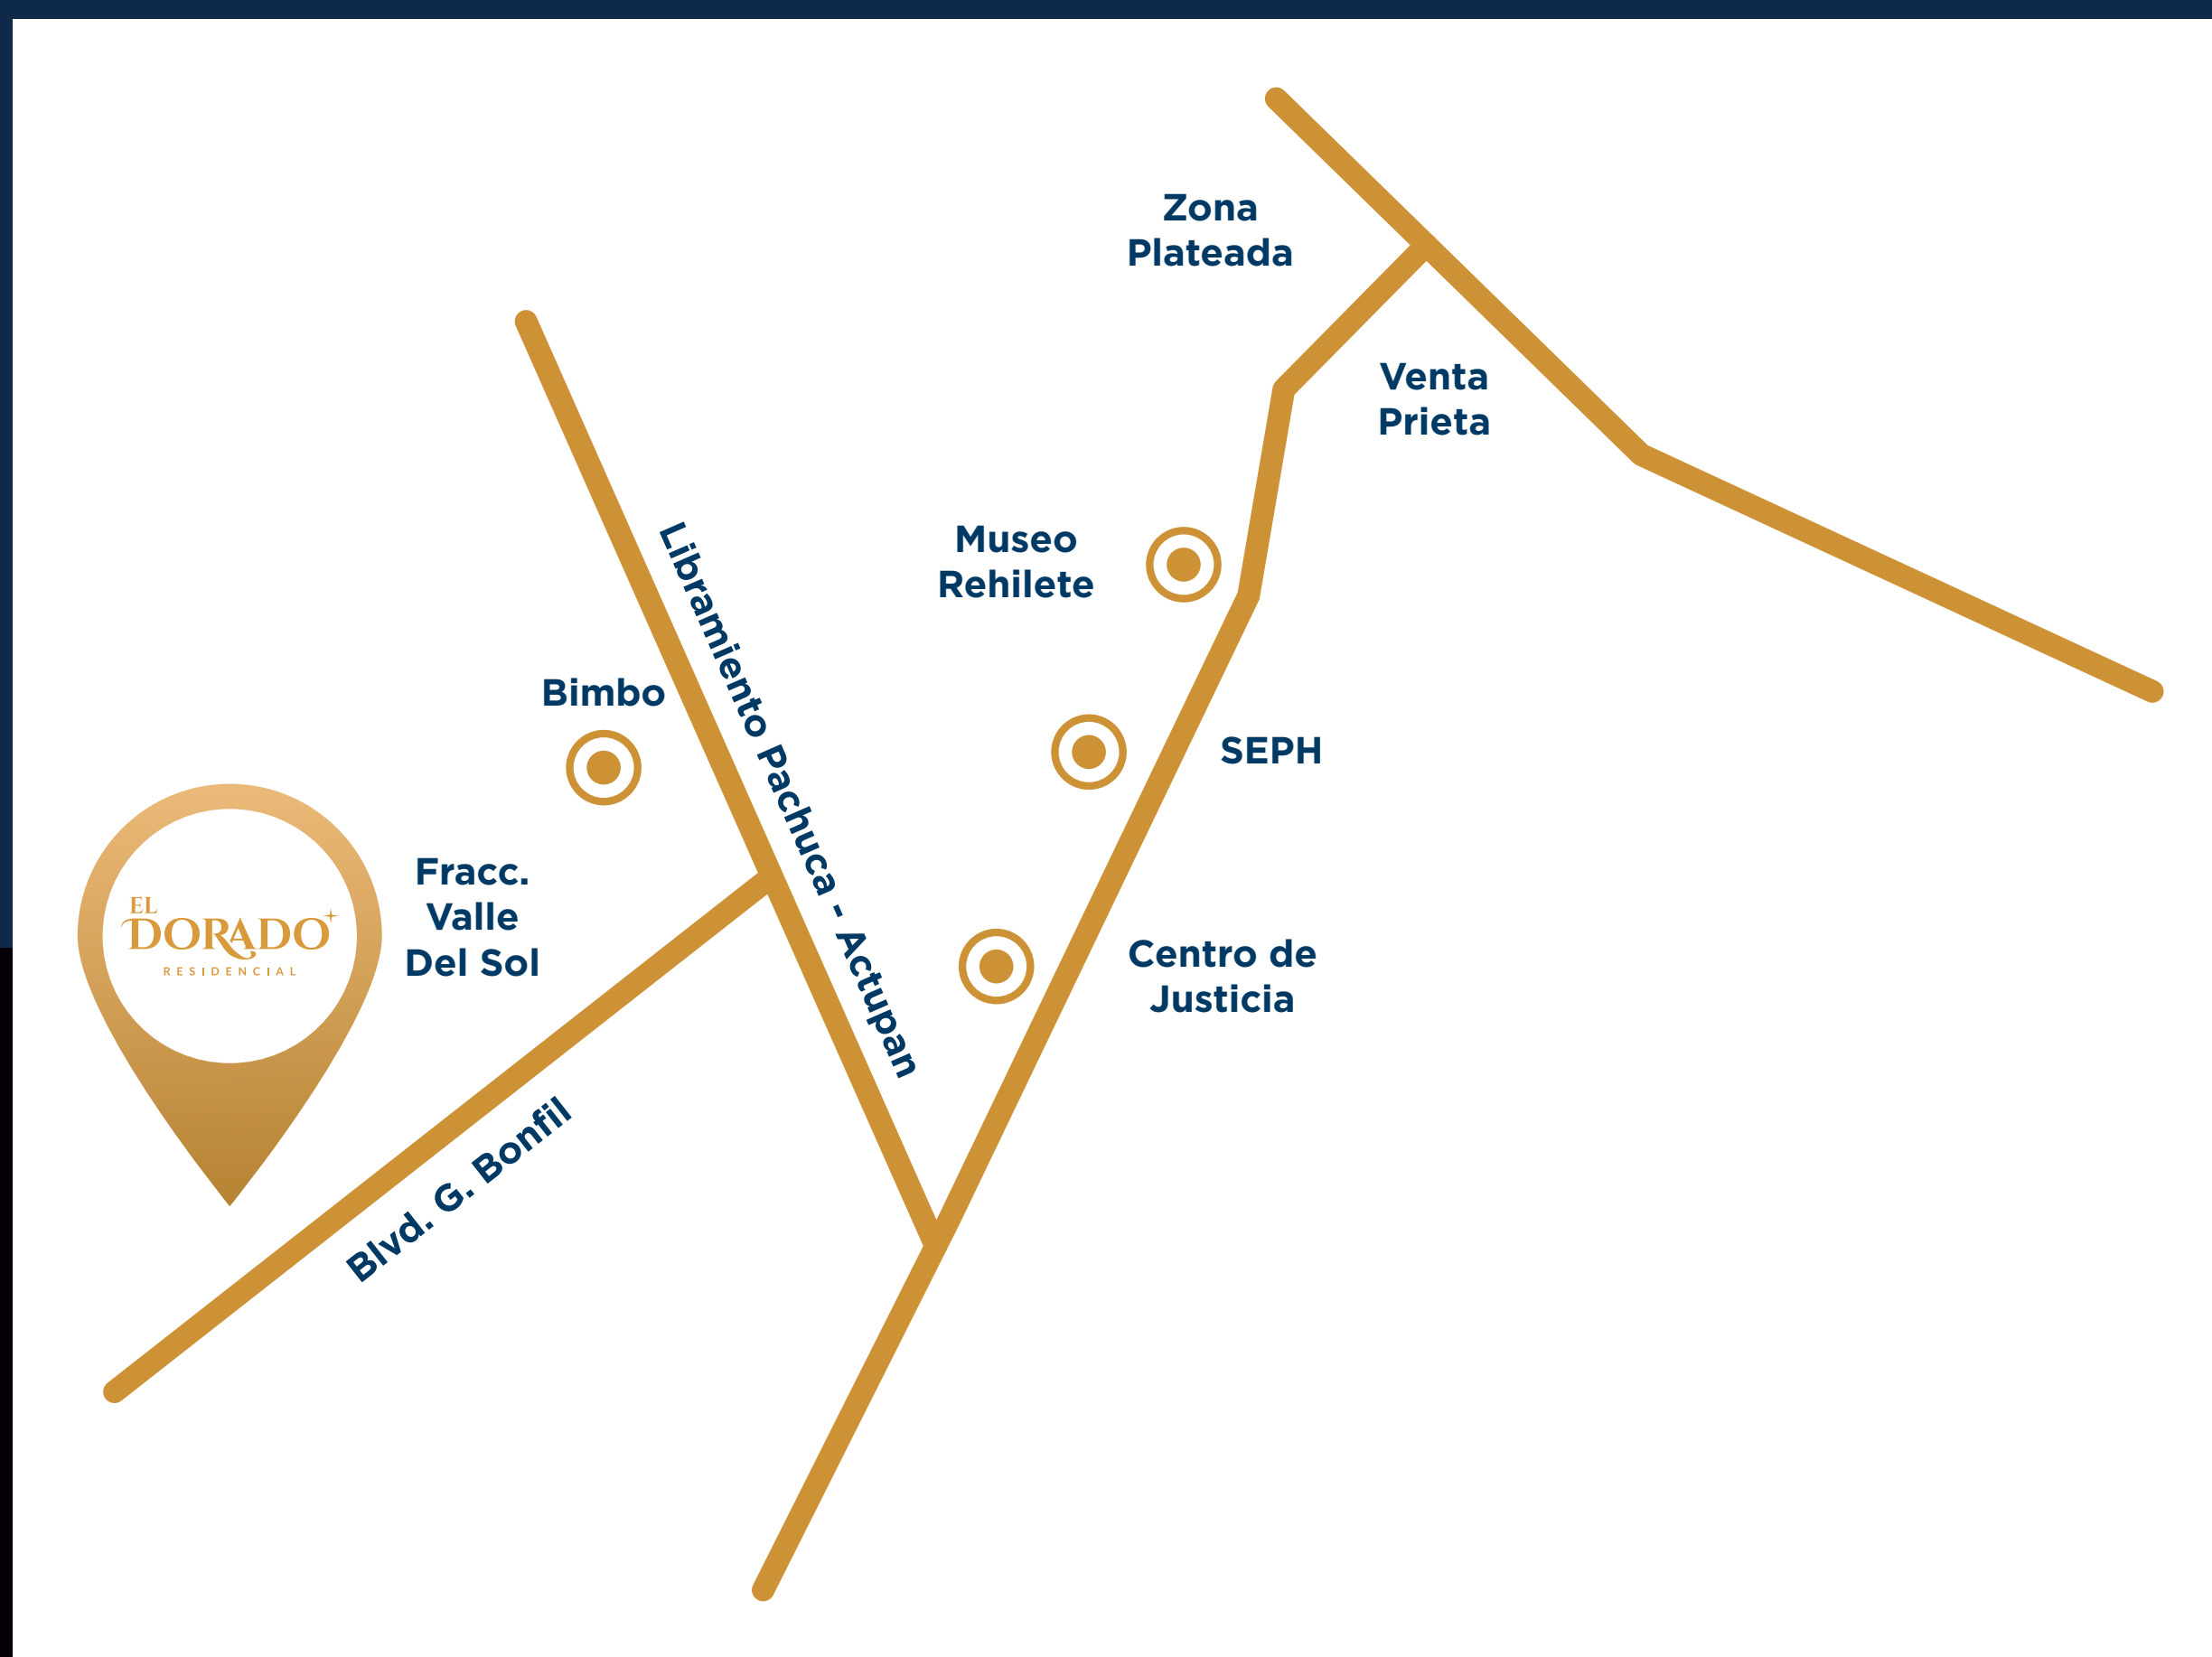 Zona
Plateada
Venta
Prieta
Museo
Rehilete
Libramiento Pachuca - Actupan
Bimbo
SEPH
Fracc.
Valle
Del Sol
EL
DORADO
RESIDENCIAL
Centro de
Justicia
Blvd. G. Bonfil